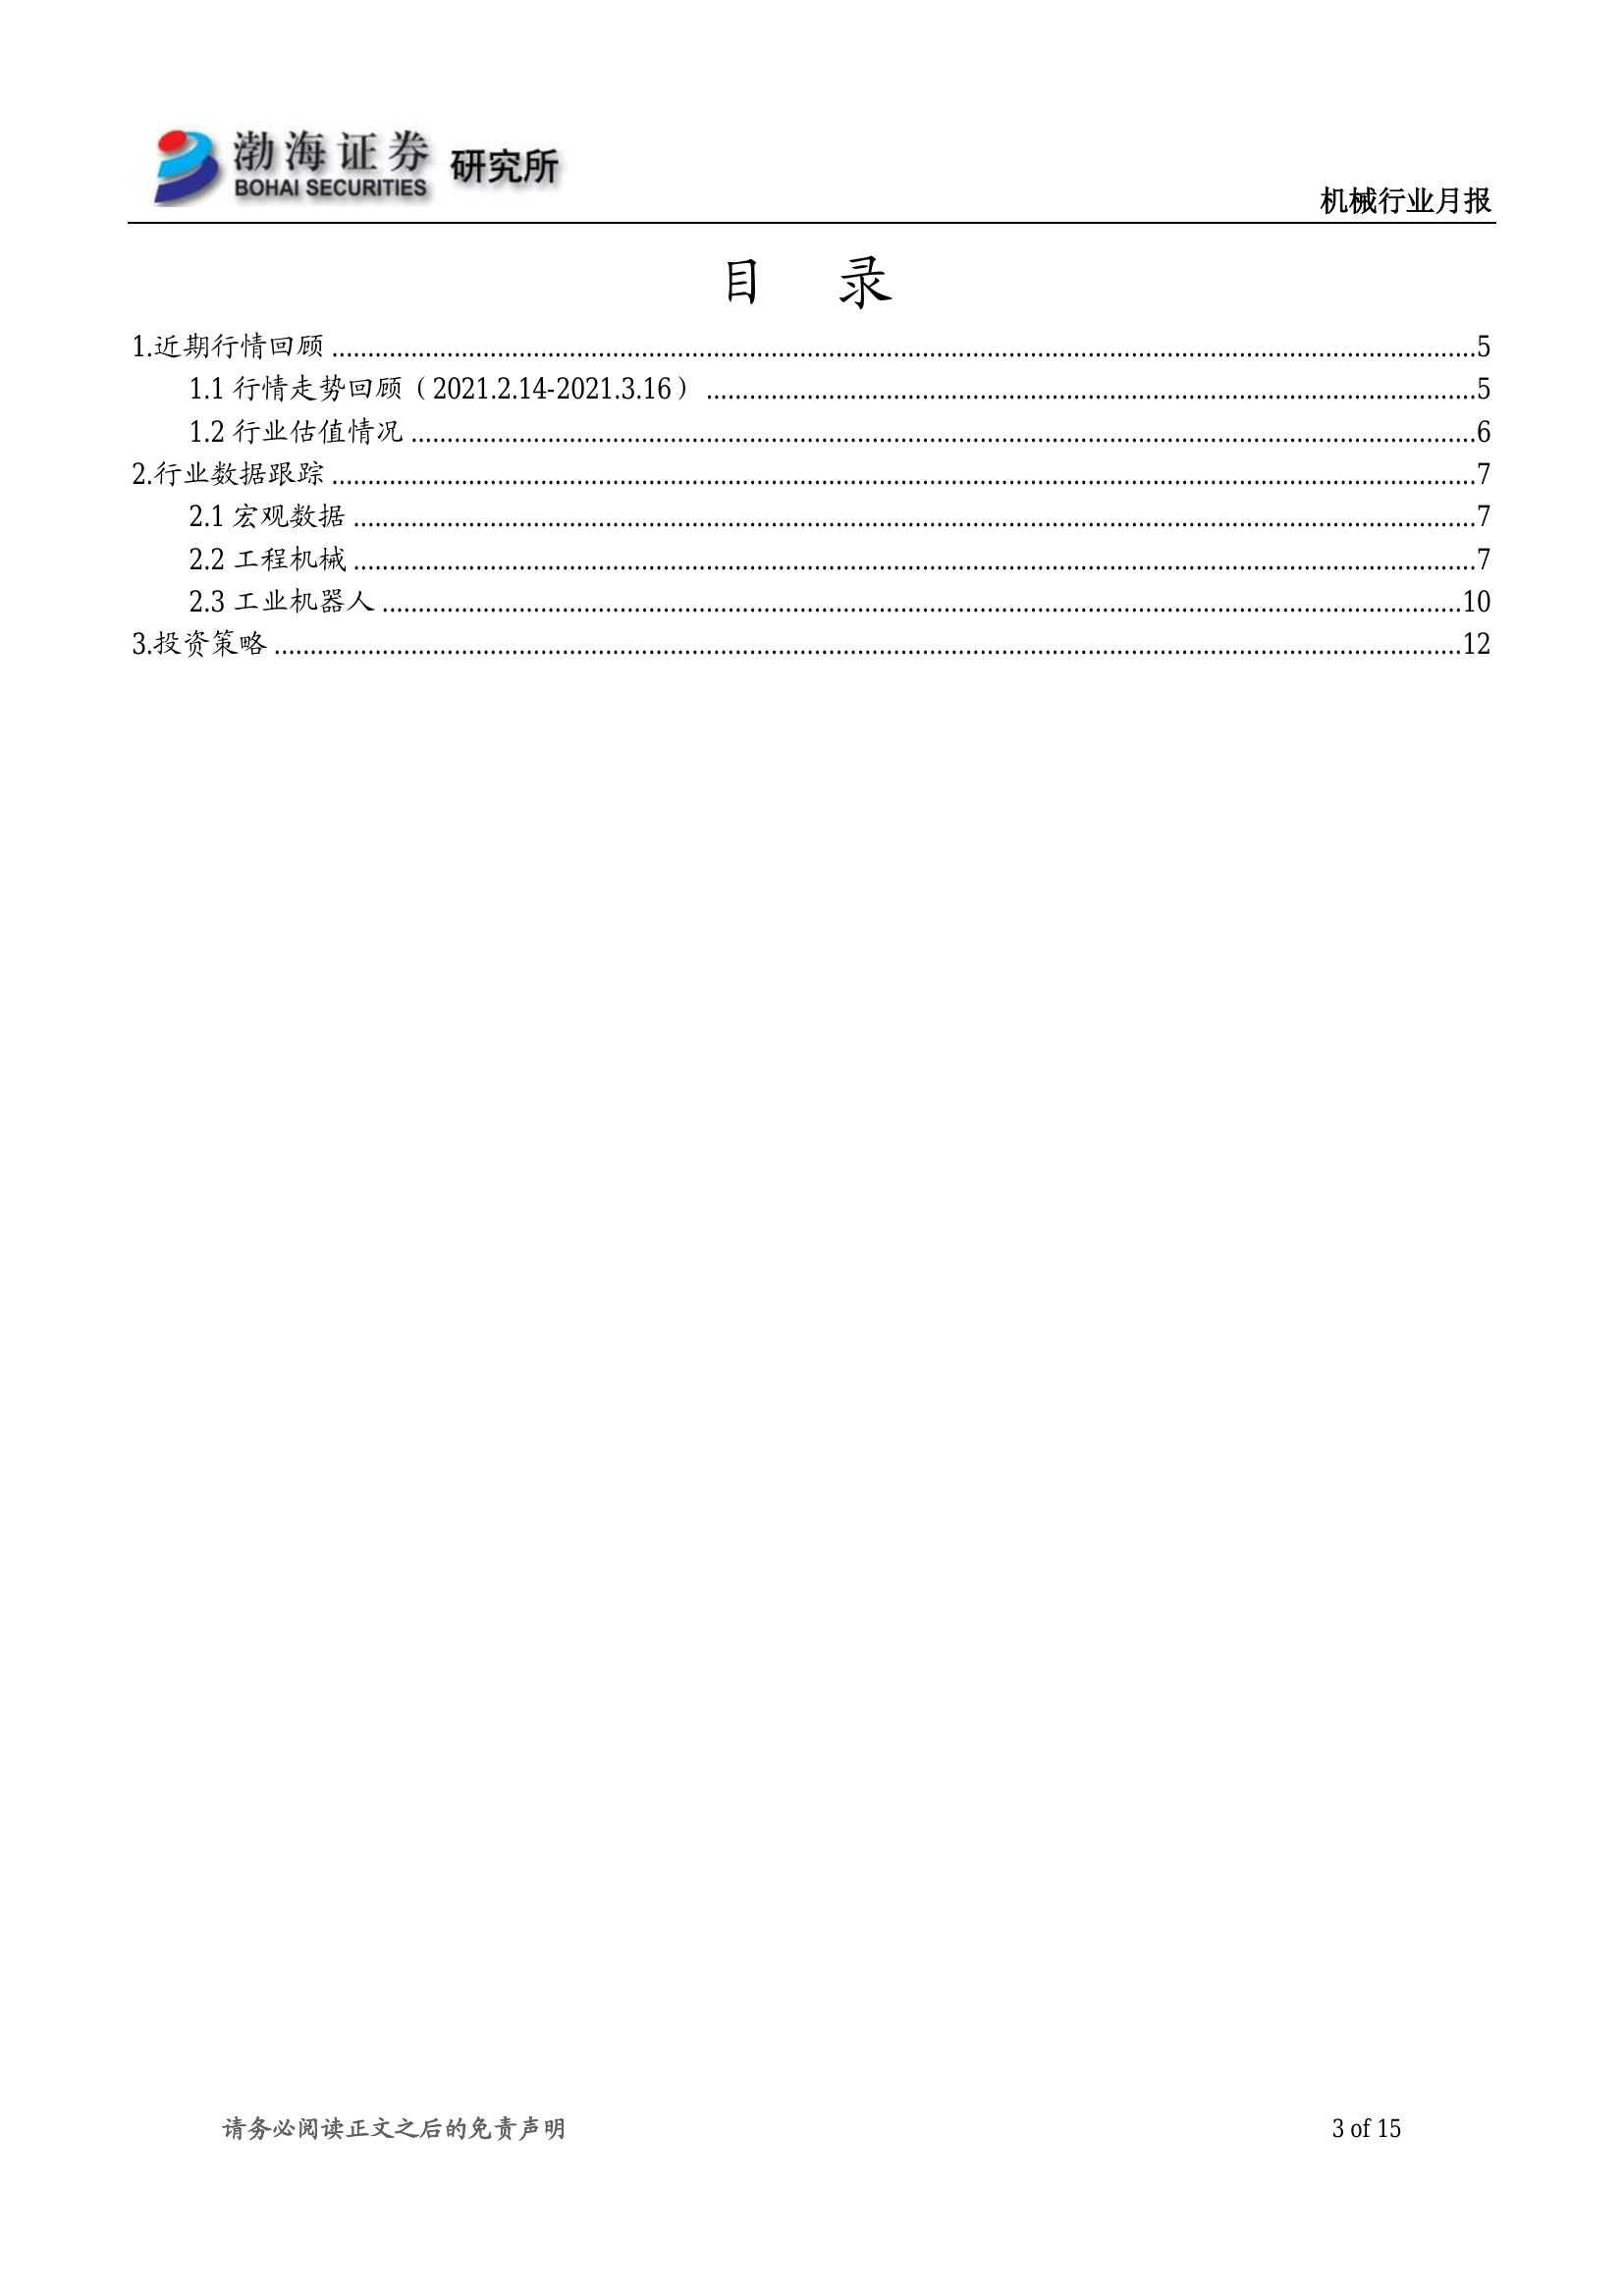 渤海证券 研究所
BOHAI SECURITIES
机械行业月报
目 录
1.近期行情回顾 ........................................................................ 5
1.1 行情走势回顾（2021.2.14-2021.3.16） ........................................................................ 5
1.2 行业估值情况 ........................................................................ 6
2.行业数据跟踪 ........................................................................ 7
2.1 宏观数据 ........................................................................ 7
2.2 工程机械 ........................................................................ 7
2.3 工业机器人 ........................................................................ 10
3.投资策略 ........................................................................ 12
请务必阅读正文之后的免责声明 3 of 15